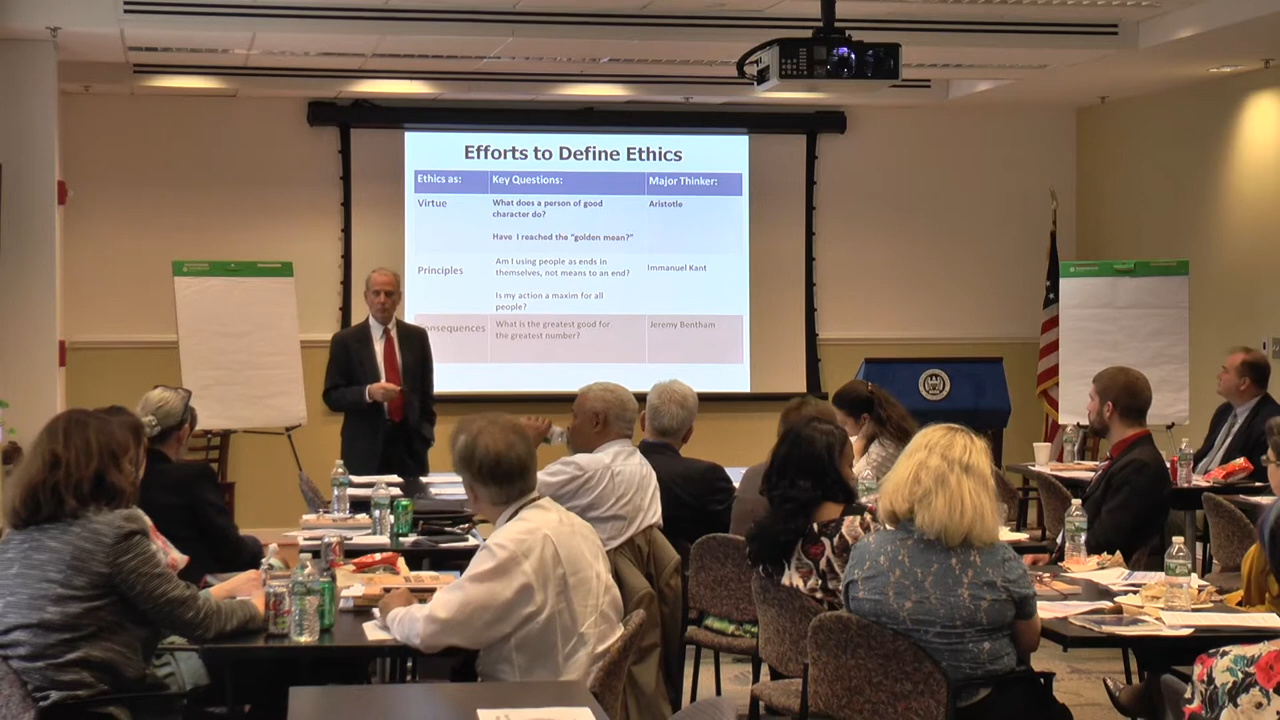 Efforts to Define Ethics
Ethics as: Key Questions: Major Thinker:
Virtue What does a person of good Aristotle
character do?
Have I reached the "golden mean?"
Am I using people as ends in
Principles themselves, not means to an end? Immanuel Kant
Is my action a maxim for all
people?
onsequences What is the greatest good for Jeremy Bentham
the greatest number?